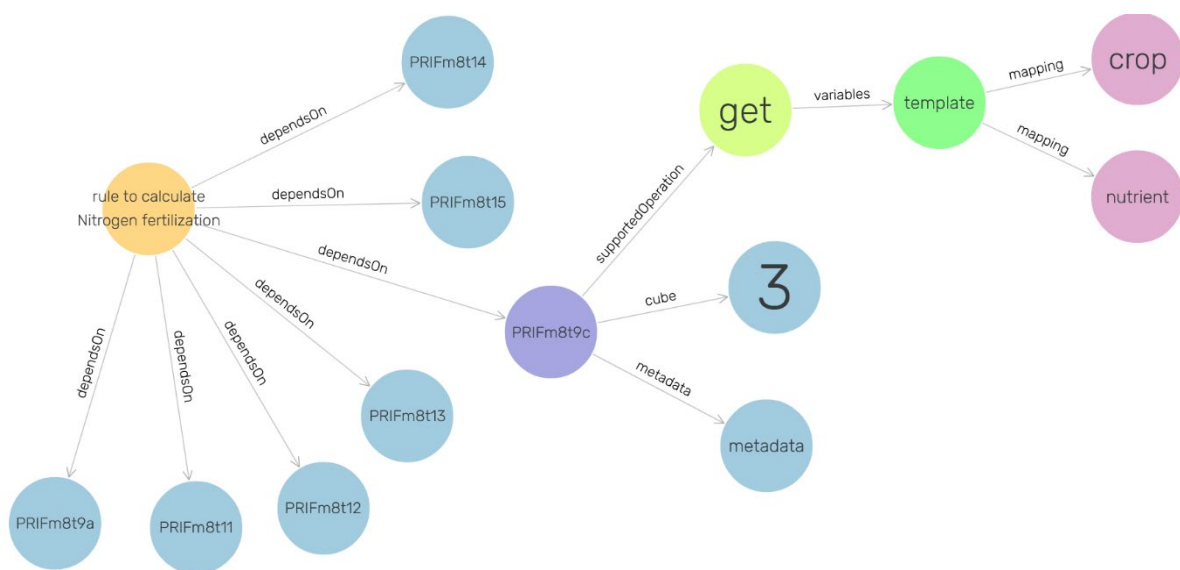 PRIFm8t14
crop
mapping
get
variables
template
mapping
nutrient
dependsOn
rule to calculate
Nitrogen fertilization
dependsOn
PRIFm8t15
supportedOperation
dependsOn
3
cube
PRIFm8t9c
metadata
metadata
dependsOn
PRIFm8t13
dependsOn
dependsOn
dependsOn
PRIFm8t9a
PRIFm8t11
PRIFm8t12